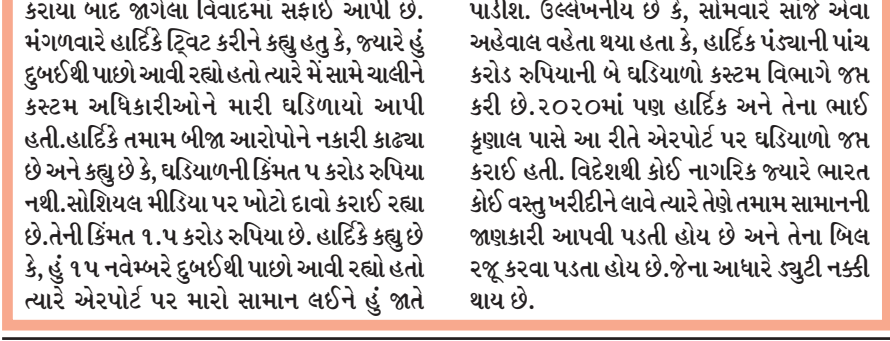 કરાયા બાદ જાગેલા વિવાદમાં સફાઈ આપી છે.
મંગળવારે હાર્દિકે ટ્વિટ કરીને કહ્યુ હતુ કે, જ્યારે હું
દુબઈથી પાછો આવી રહ્યો હતો ત્યારે મેં સામે ચાલીને
કસ્ટમ અધિકારીઓને મારી ઘડિળાયો આપી
હતી.હાર્દિકે તમામ બીજા આરોપોને નકારી કાઢ્યા
છે અને કહ્યુ છે કે, ઘડિયાળની કિંમત ૫ કરોડ રુપિયા
નથી.સોશિયલ મીડિયા પર ખોટો દાવો કરાઈ રહ્યા
છે.તેની કિંમત ૧.૫ કરોડ રુપિયા છે. હાર્દિકે કહ્યુ છે
કે, હું ૧૫ નવેમ્બરે દુબઈથી પાછો આવી રહ્યો હતો
ત્યારે એરપોર્ટ પર મારો સામાન લઈને હું જાતે
પાડીશ. ઉલ્લેખનીય છે કે, સોમવારે સાંજે એવા
અહેવાલ વહેતા થયા હતા કે, હાર્દિક પંડ્યાની પાંચ
કરોડ રુપિયાની બે ઘડિયાળો કસ્ટમ વિભાગે જપ્ત
કરી છે.૨૦૨૦માં પણ હાર્દિક અને તેના ભાઈ
કૃણાલ પાસે આ રીતે એરપોર્ટ પર ઘડિયાળો જપ્ત
કરાઈ હતી. વિદેશથી કોઈ નાગરિક જ્યારે ભારત
કોઈ વસ્તુ ખરીદીને લાવે ત્યારે તેણે તમામ સામાનની
જાણકારી આપવી પડતી હોય છે અને તેના બિલ
રજૂ કરવા પડતા હોય છે.જેના આધારે ડ્યુટી નક્કી
થાય છે.